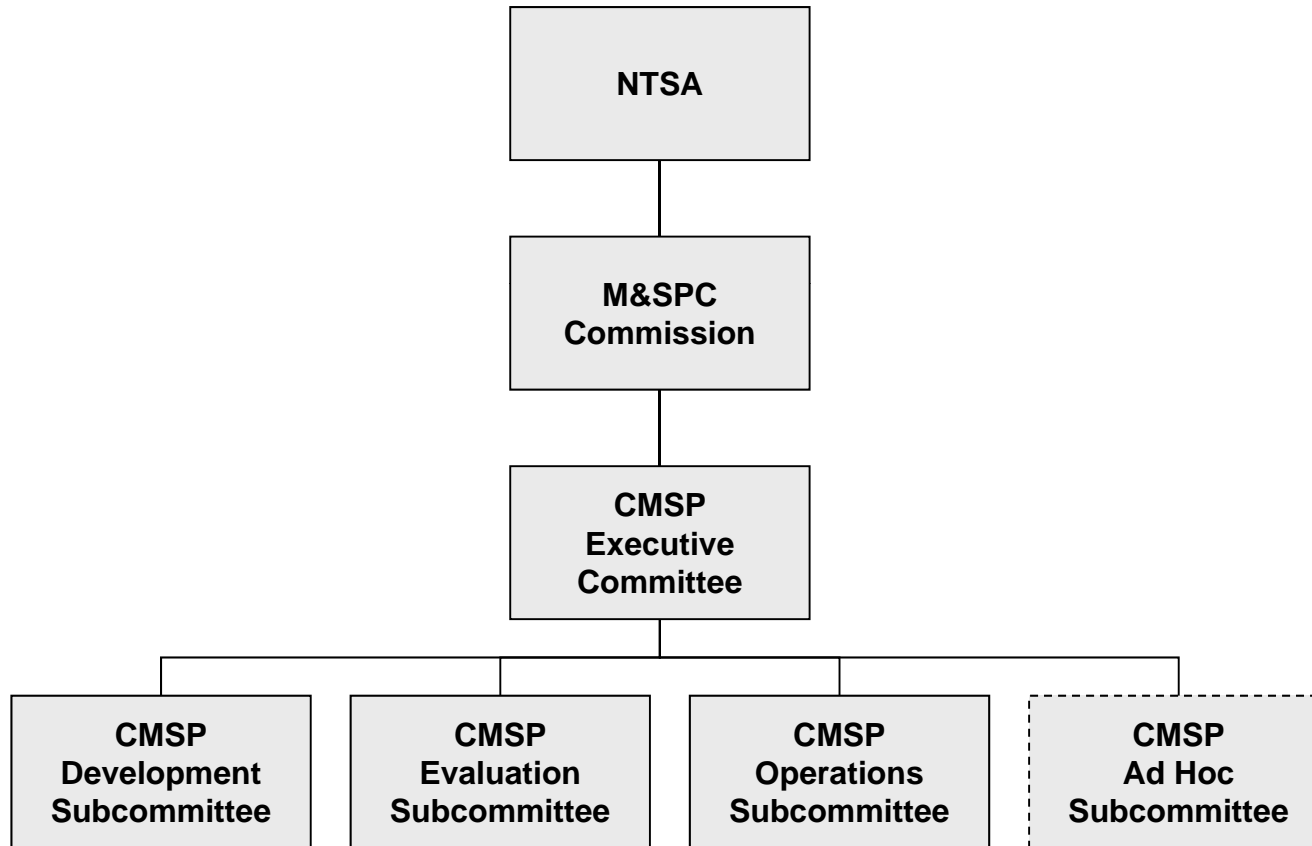 NTSA
M&SPC
Commission
CMSP
Executive
Committee
CMSP
Development
Subcommittee
CMSP
Evaluation
Subcommittee
CMSP
Operations
Subcommittee
CMSP
Ad Hoc
Subcommittee